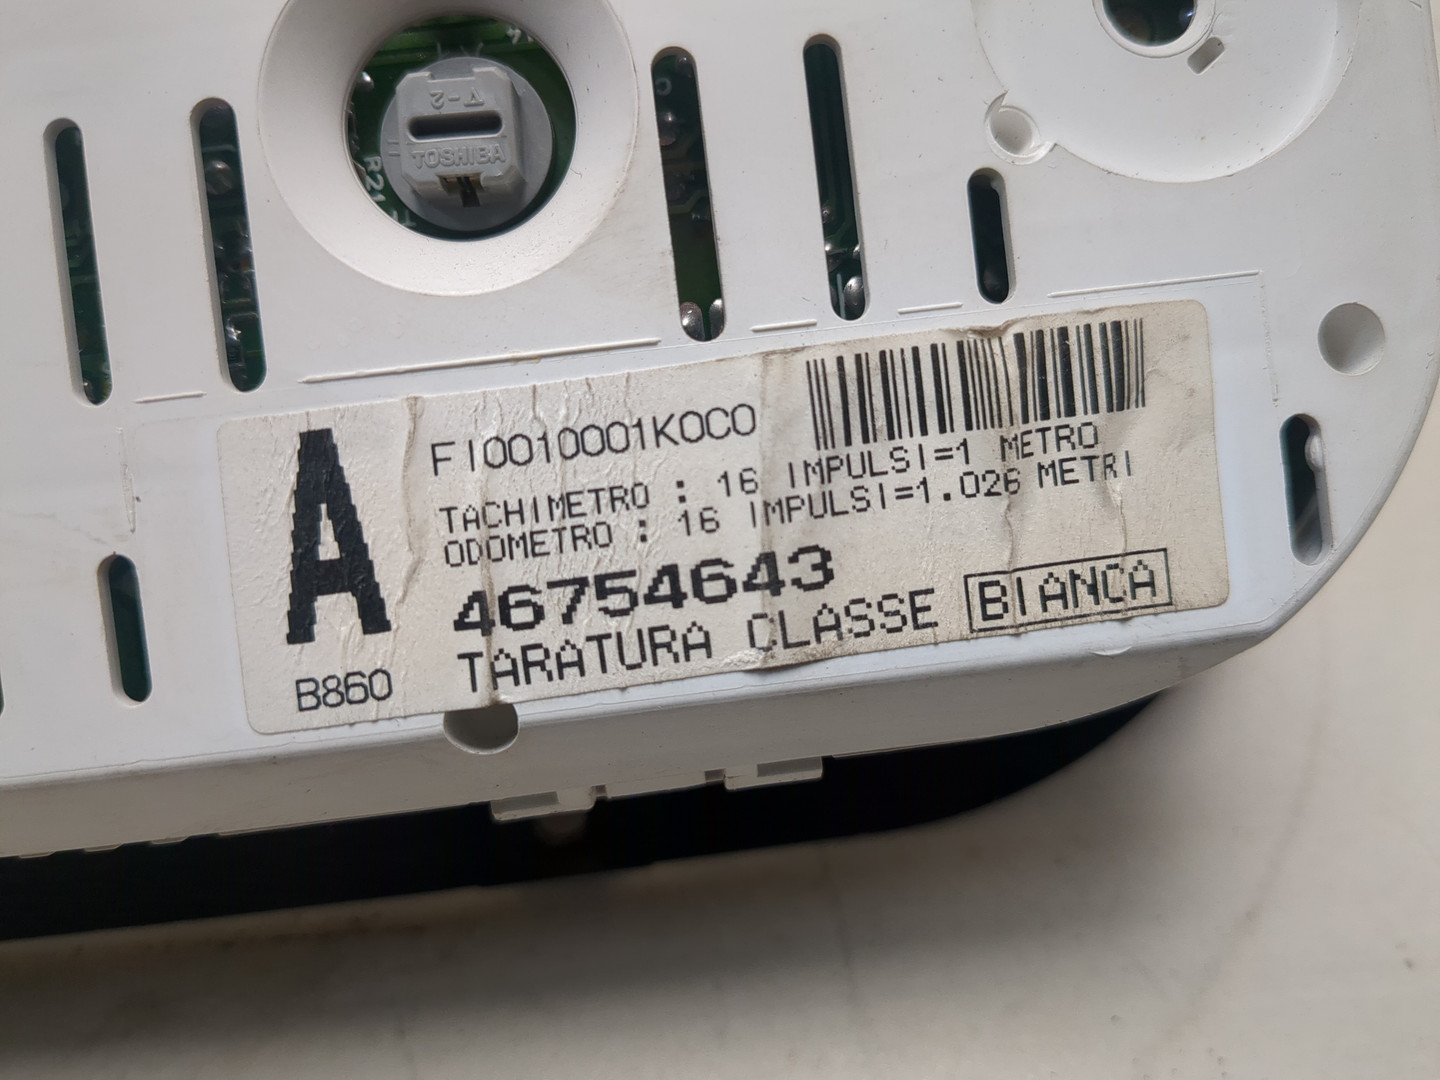 V-2
TOSHIBA
R21
A
FI0010001K0C0
TACHIMETRO : 16 IMPULSI=1 METRO
ODOMETRO : 16 IMPULSI=1.026 METRI
46754643
TARATURA CLASSE BIANCA
B860